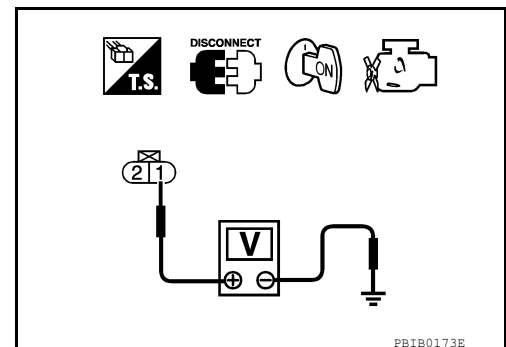 DISCONNECT
T.S.
ON
2 1
V
+ -
PBIB0173E